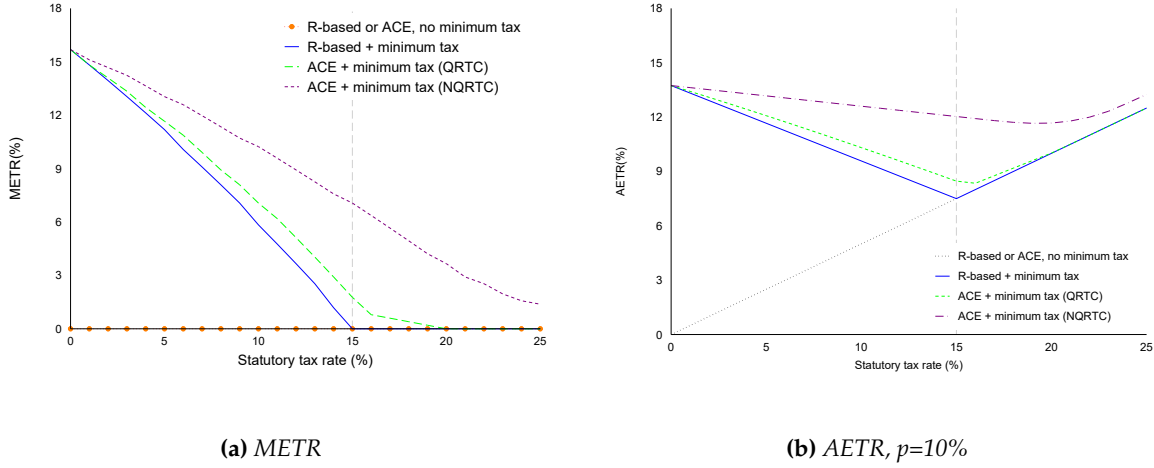 18
15
12
9
6
3
0
METR(%)
0
5
10
15
20
25
Statutory tax rate (%)
R-based or ACE, no minimum tax
R-based + minimum tax
ACE + minimum tax (QRTC)
ACE + minimum tax (NQRTC)
(a) METR
18
15
12
9
6
3
0
AETR(%)
0
5
10
15
20
25
Statutory tax rate (%)
R-based or ACE, no minimum tax
R-based + minimum tax
ACE + minimum tax (QRTC)
ACE + minimum tax (NQRTC)
(b) AETR, p=10%